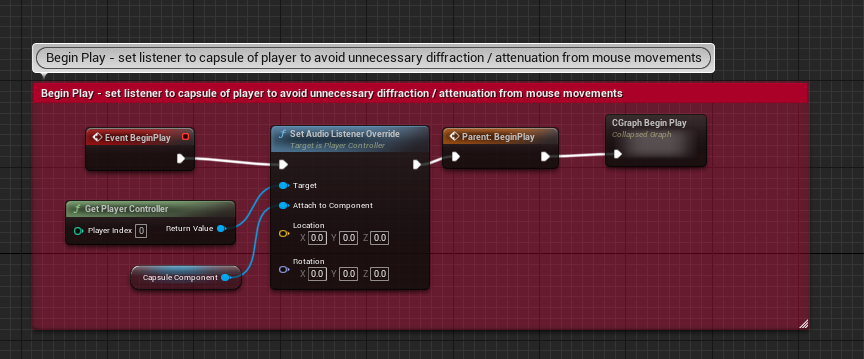 Begin Play - set listener to capsule of player to avoid unnecessary diffraction / attenuation from mouse movements
Begin Play - set listener to capsule of player to avoid unnecessary diffraction / attenuation from mouse movements
Event BeginPlay
f Set Audio Listener Override
Target is Player Controller
Parent: BeginPlay
CGraph Begin Play
Collapsed Graph
Target
Attach to Component
Location
X 0.0 Y 0.0 Z 0.0
Rotation
X 0.0 Y 0.0 Z 0.0
f Get Player Controller
Player Index 0
Return Value
Capsule Component